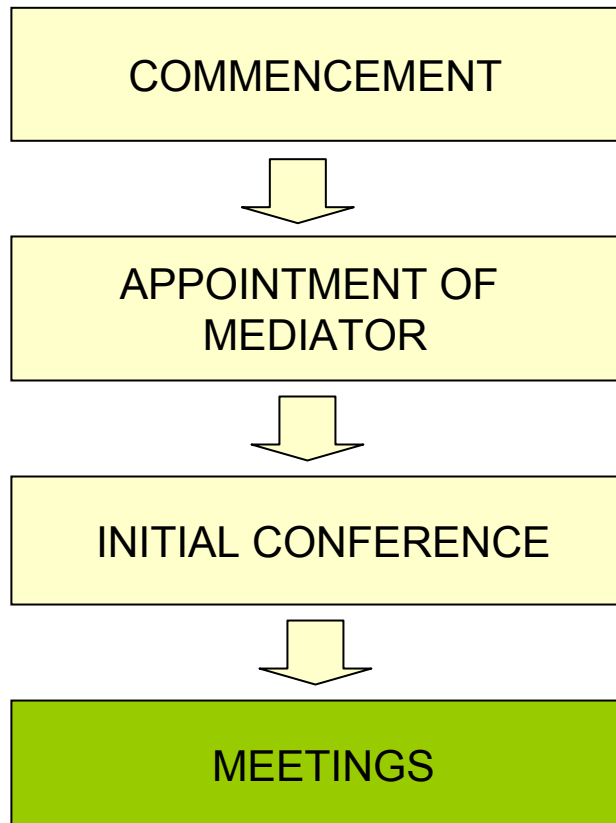 COMMENCEMENT
APPOINTMENT OF
MEDIATOR
INITIAL CONFERENCE
MEETINGS